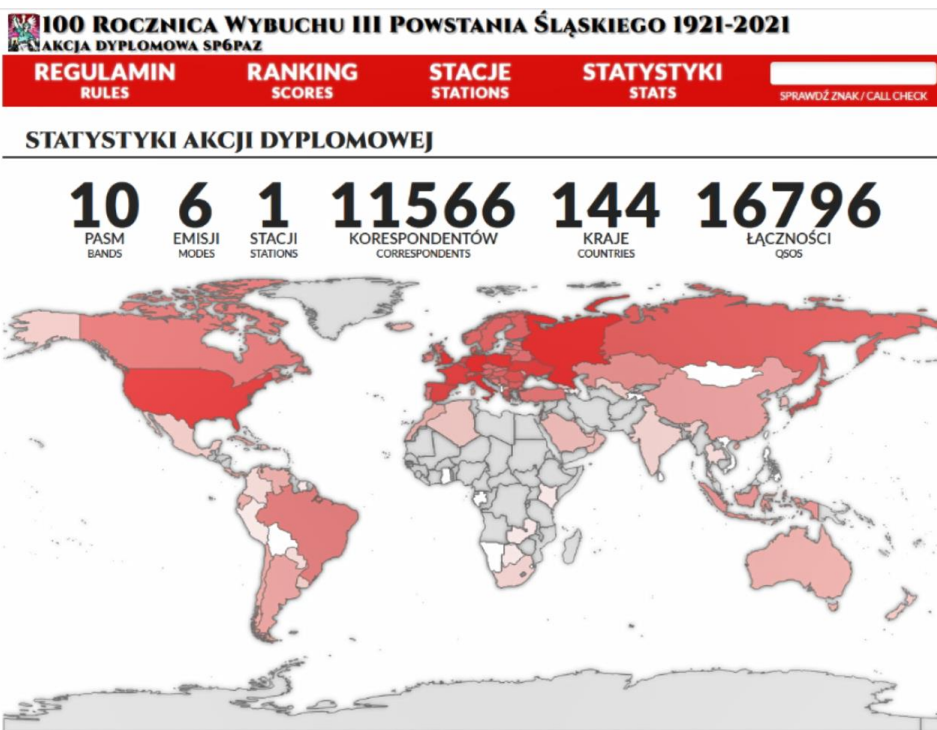 100 Rocznica Wybuchu III Powstania Śląskiego 1921-2021
AKCJA DYPLOMOWA SP6PAZ
REGULAMIN RANKING STACJE STATYSTYKI
RULES SCORES STATIONS STATS SPRAWDŹ ZNAK / CALL CHECK
STATYSTYKI AKCJI DYPLOMOWEJ
10 6 1 11566 144 16796
PASM EMISJI STACJI KORESPONDENTÓW KRAJE ŁĄCZNOŚCI
BANDS MODES STATIONS CORRESPONDENTS COUNTRIES QSOS